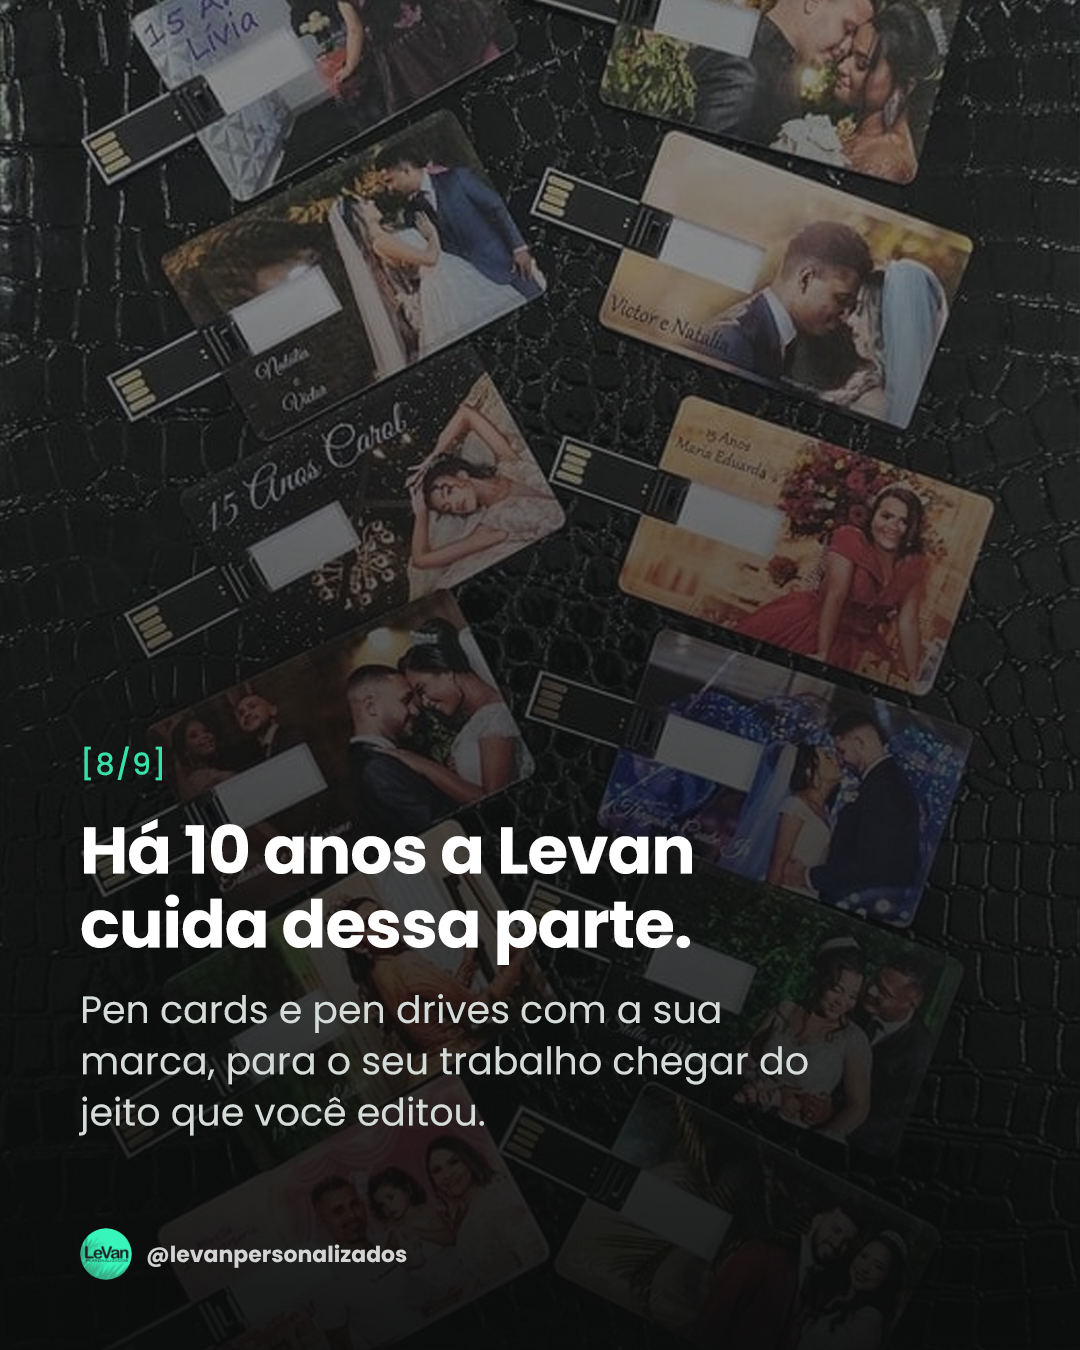 15 A.
Lívia
Victor e Natalia
Natália
e
Victor
15 Anos Carol
15 Anos
Maria Eduarda
[8/9]
Há 10 anos a Levan
cuida dessa parte.
Pen cards e pen drives com a sua
marca, para o seu trabalho chegar do
jeito que você editou.
LeVan
@levanpersonalizados